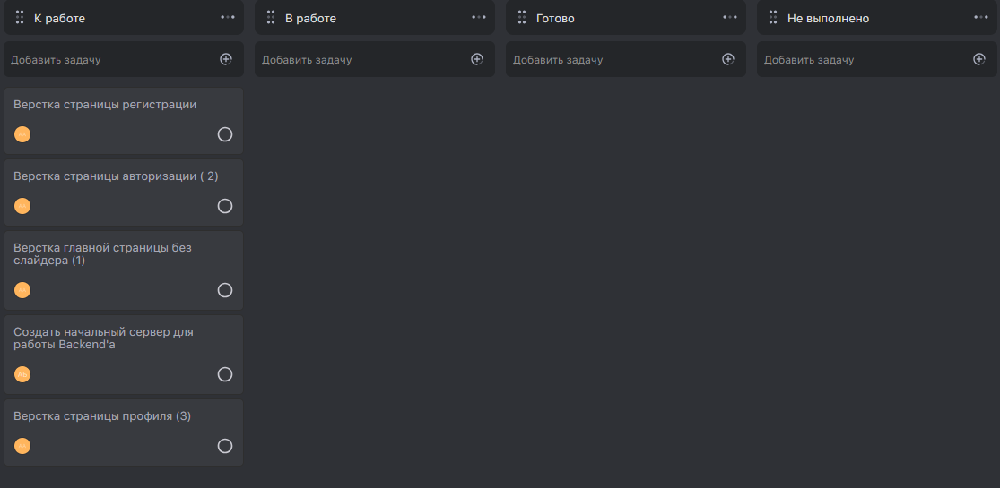 К работе
В работе
Готово
Не выполнено
Добавить задачу
Добавить задачу
Добавить задачу
Добавить задачу
Верстка страницы регистрации
Верстка страницы авторизации ( 2)
Верстка главной страницы без
слайдера (1)
Создать начальный сервер для
работы Backend'а
Верстка страницы профиля (3)